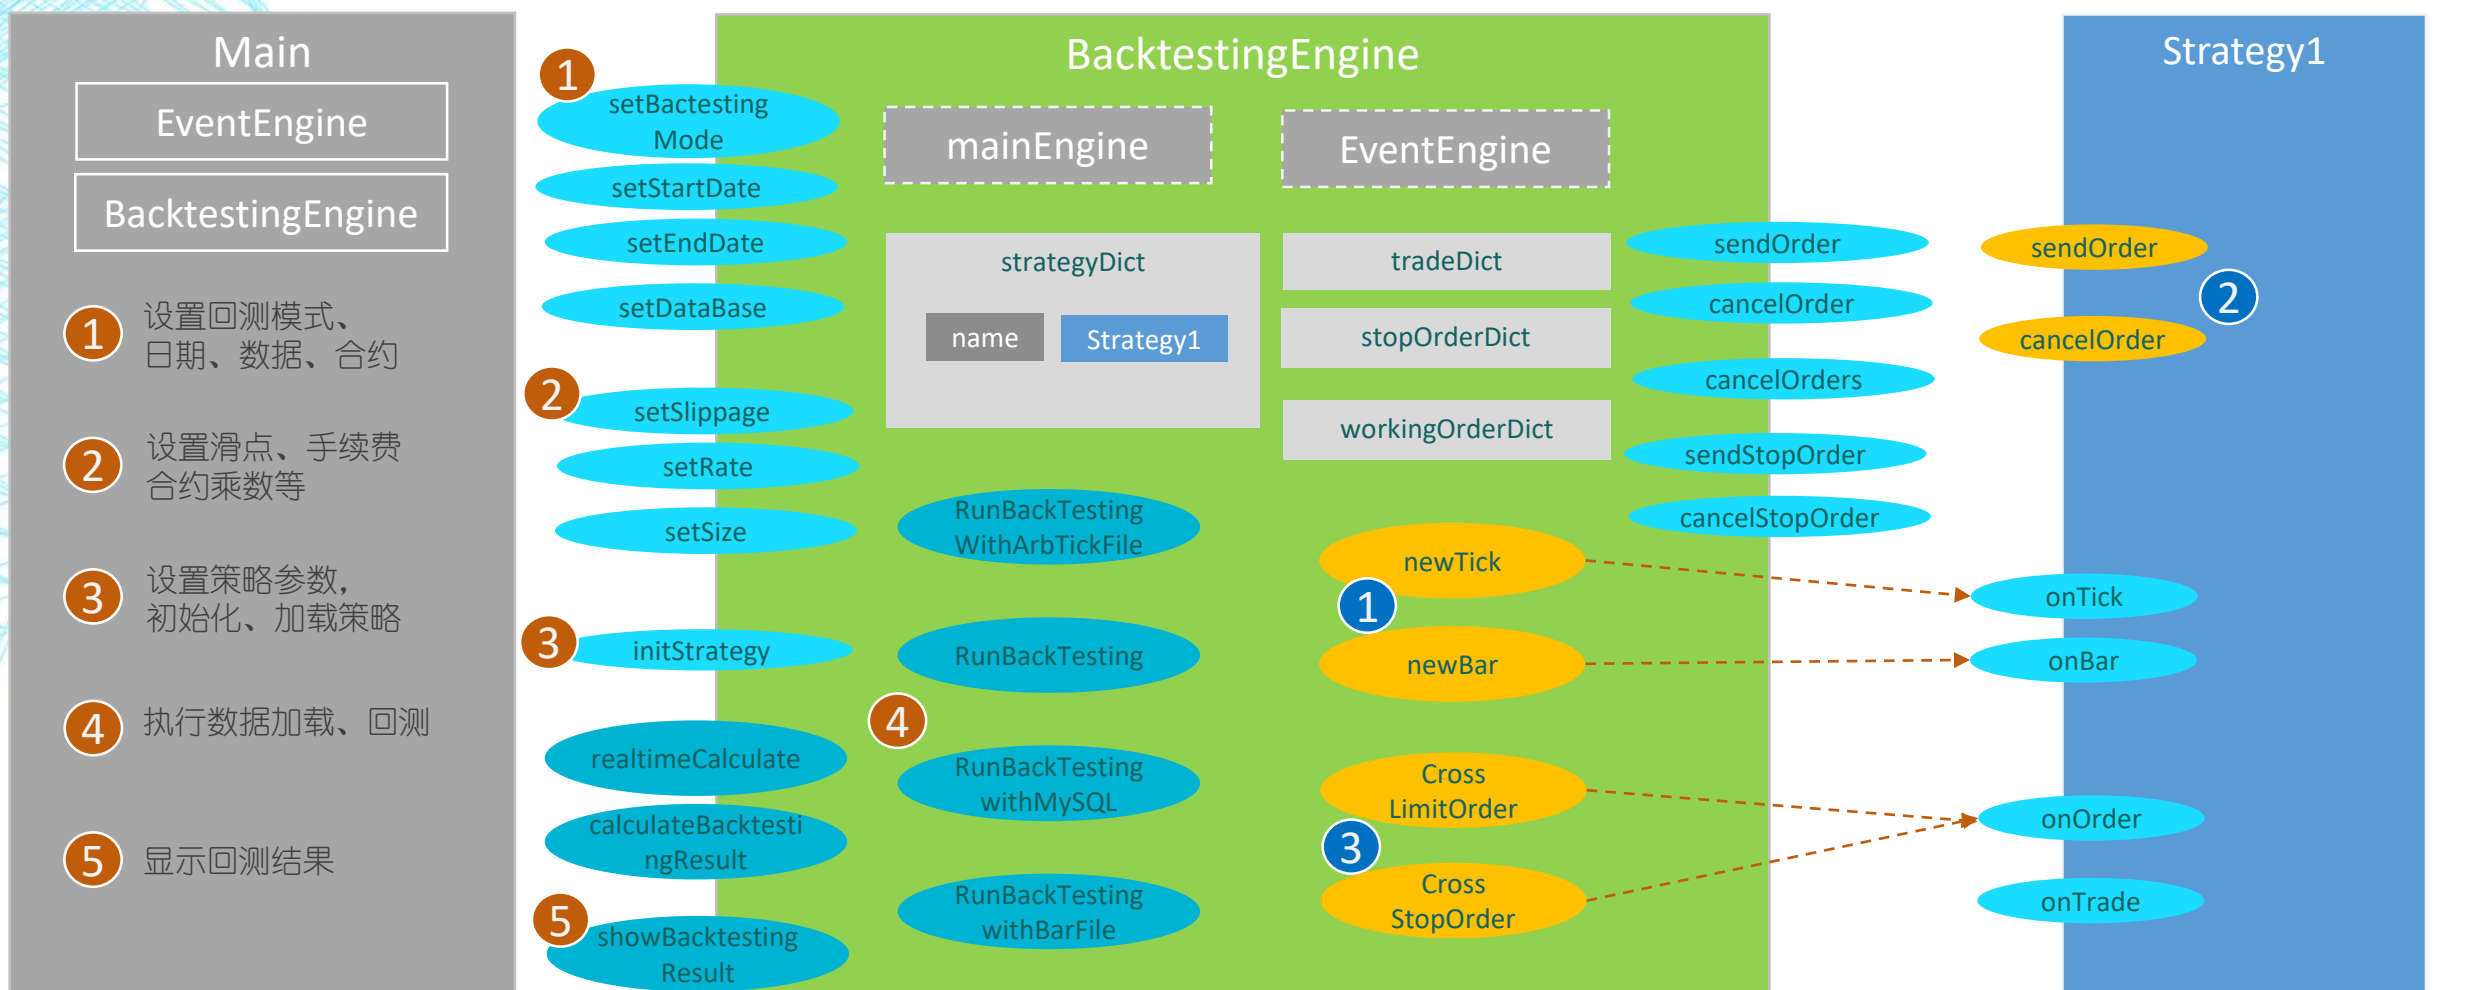 Main
EventEngine
BacktestingEngine
1
设置回测模式、
日期、数据、合约
2
设置滑点、手续费
合约乘数等
3
设置策略参数，
初始化、加载策略
4
执行数据加载、回测
5
显示回测结果
BacktestingEngine
1
setBactesting
Mode
setStartDate
setEndDate
setDataBase
2
setSlippage
setRate
setSize
3
initStrategy
realtimeCalculate
calculateBacktesti
ngResult
5
showBacktesting
Result
mainEngine
EventEngine
strategyDict
name
Strategy1
tradeDict
stopOrderDict
workingOrderDict
RunBackTesting
WithArbTickFile
RunBackTesting
4
RunBackTesting
withMySQL
RunBackTesting
withBarFile
newTick
1
newBar
Cross
LimitOrder
3
Cross
StopOrder
sendOrder
cancelOrder
cancelOrders
sendStopOrder
cancelStopOrder
Strategy1
sendOrder
2
cancelOrder
onTick
onBar
onOrder
onTrade